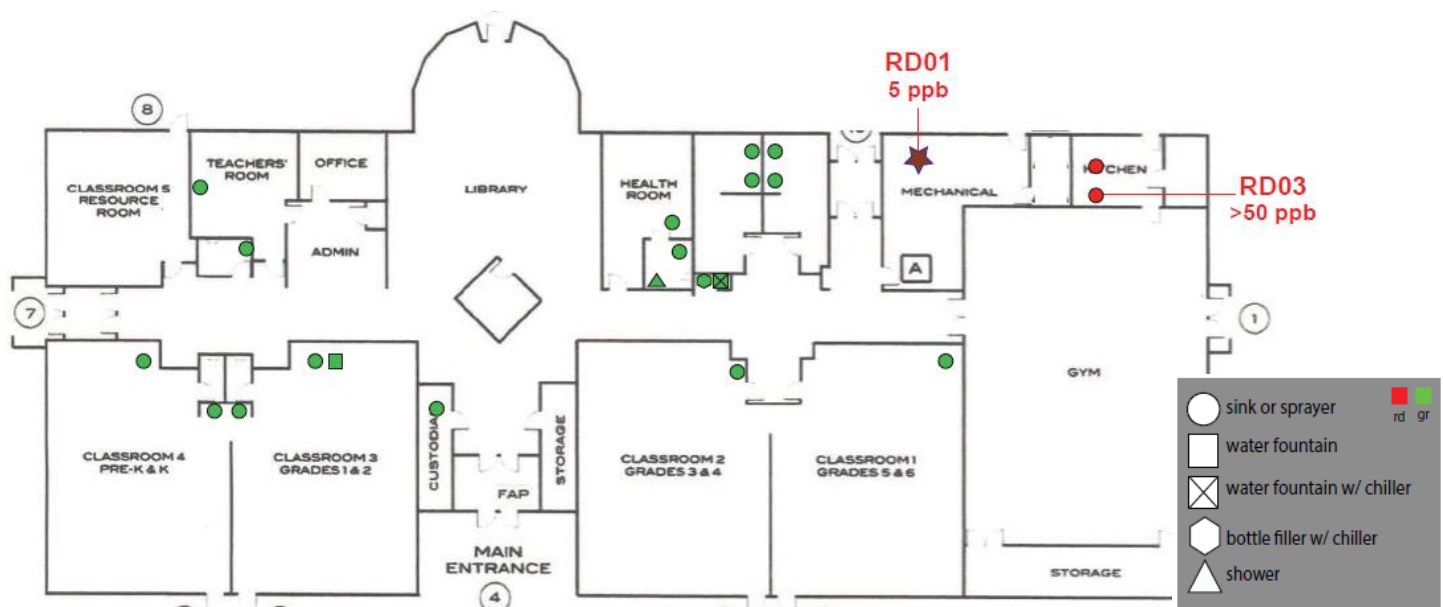 RD01
5 ppb
8
TEACHERS'
ROOM
OFFICE
CLASSROOM 5
RESOURCE
ROOM
LIBRARY
HEALTH
ROOM
MECHANICAL
RD03
>50 ppb
ADMIN
A
7
1
GYM
CLASSROOM 4
PRE-K & K
CLASSROOM 3
GRADES 1 & 2
STORAGE
FAP
CLASSROOM 2
GRADES 3 & 4
CLASSROOM 1
GRADES 5 & 6
MAIN
ENTRANCE
4
STORAGE
sink or sprayer
rd gr
water fountain
water fountain w/ chiller
bottle filler w/ chiller
shower